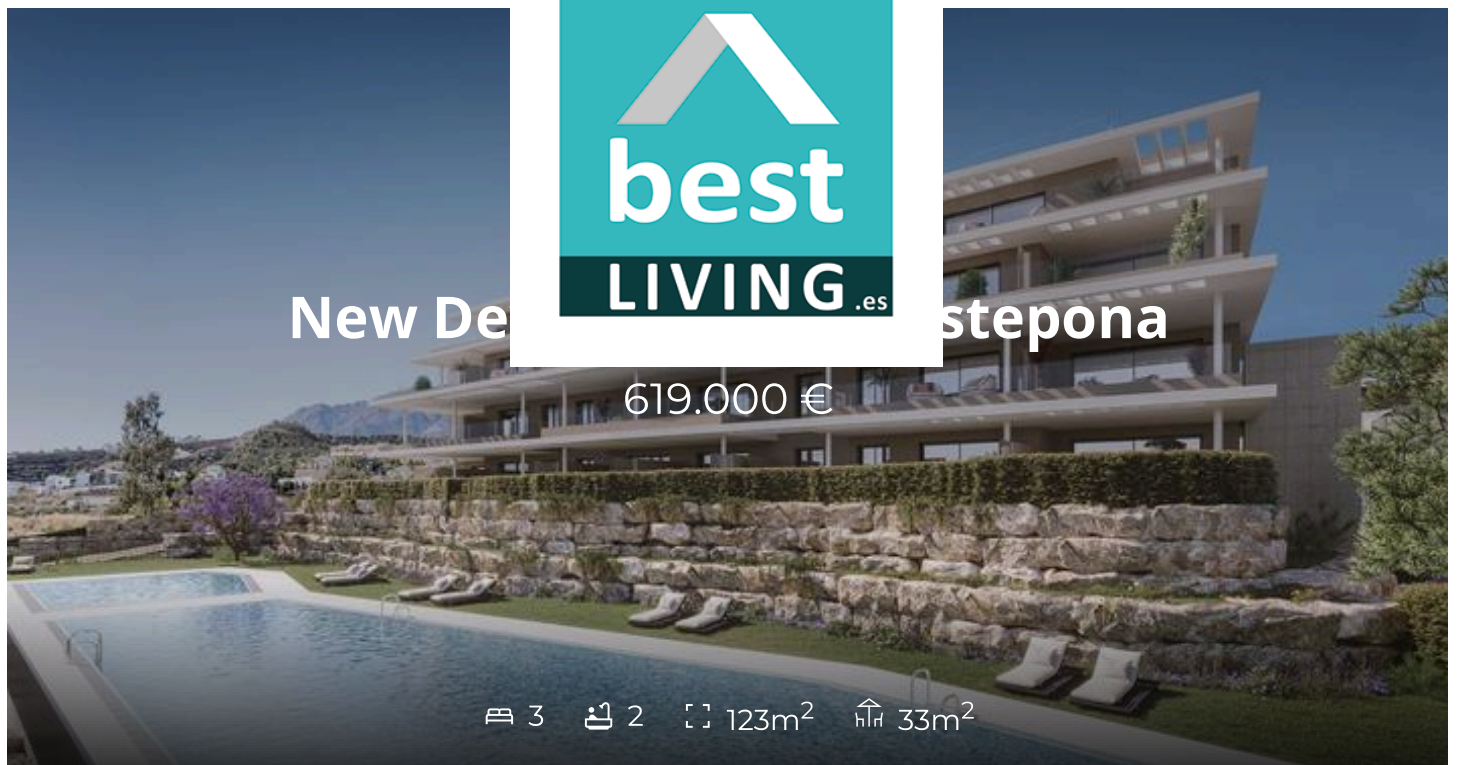 best
LIVING.es
New De stepona
619.000 €
3 2 123m² 33m²